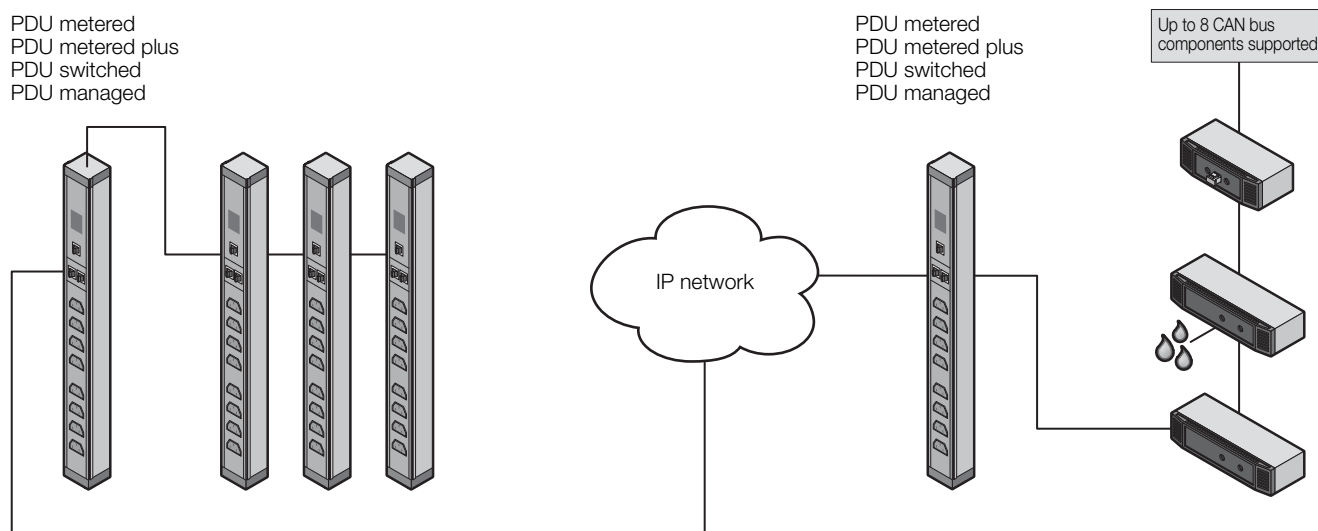 PDU metered
PDU metered plus
PDU switched
PDU managed
PDU metered
PDU metered plus
PDU switched
PDU managed
Up to 8 CAN bus
components supported
IP network